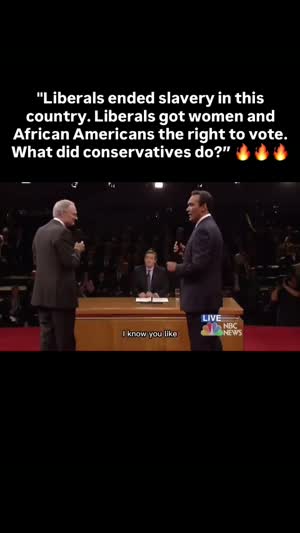 "Liberals ended slavery in this
country. Liberals got women and
African Americans the right to vote.
What did conservatives do?” 🔥🔥🔥
I know you like
LIVE
NBC
NEWS